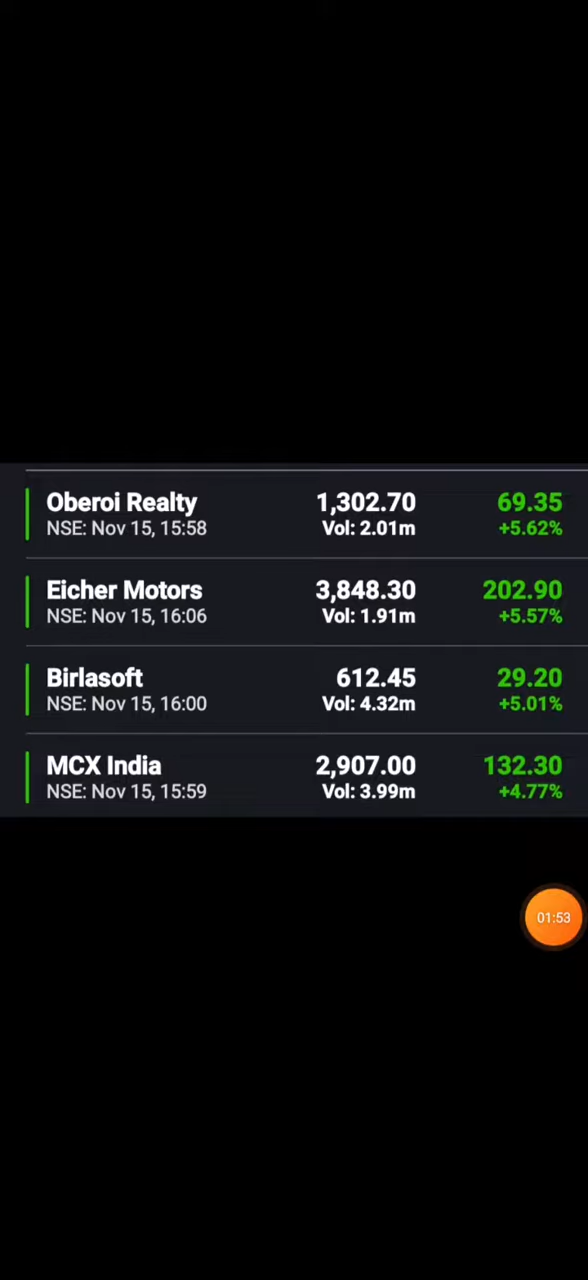 Oberoi Realty 1,302.70 69.35
NSE: Nov 15, 15:58 Vol: 2.01m +5.62%
Eicher Motors 3,848.30 202.90
NSE: Nov 15, 16:06 Vol: 1.91m +5.57%
Birlasoft 612.45 29.20
NSE: Nov 15, 16:00 Vol: 4.32m +5.01%
MCX India 2,907.00 132.30
NSE: Nov 15, 15:59 Vol: 3.99m +4.77%
01:53